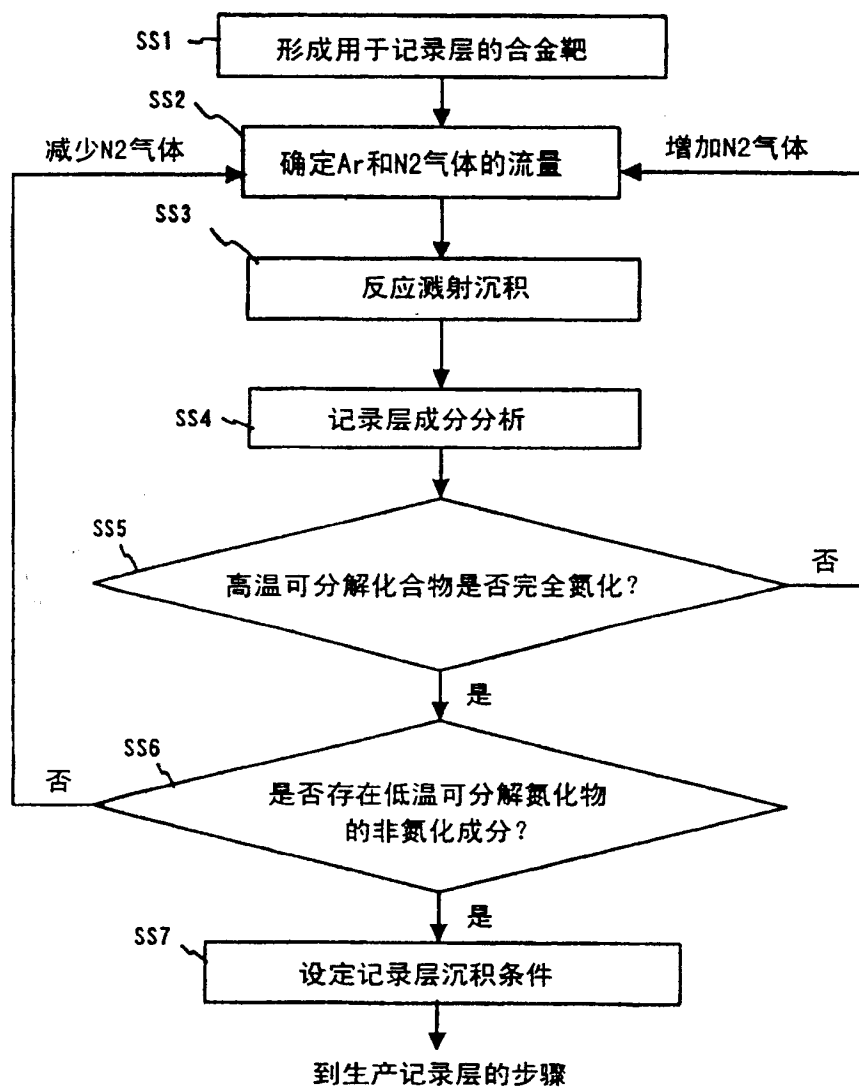 SS1
形成用于记录层的合金靶
SS2
减少N2气体
确定Ar和N2气体的流量
增加N2气体
SS3
反应溅射沉积
SS4
记录层成分分析
SS5
高温可分解化合物是否完全氮化?
否
是
SS6
否
是否存在低温可分解氮化物
的非氮化成分?
是
SS7
设定记录层沉积条件
到生产记录层的步骤